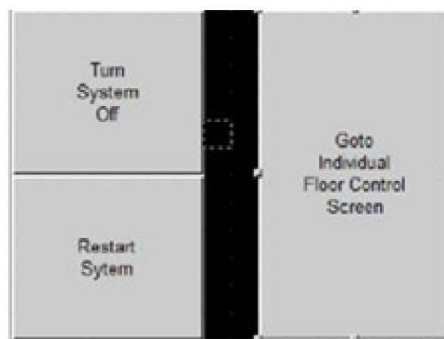 Turn
System
Off
Restart
Sytem
Goto
Individual
Floor Control
Screen